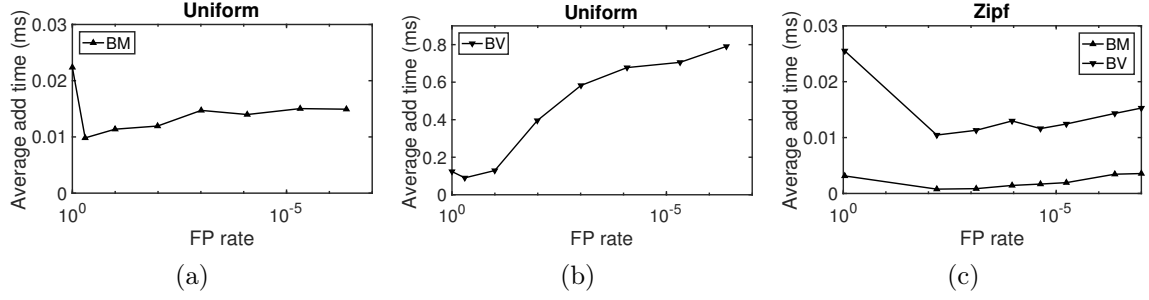 Uniform
Average add time (ms)
0.03
0.02
0.01
0
BM
10^0
10^-5
FP rate
(a)
Uniform
Average add time (ms)
0.8
0.6
0.4
0.2
0
BV
10^0
10^-5
FP rate
(b)
Zipf
Average add time (ms)
0.03
0.02
0.01
0
BM
BV
10^0
10^-5
FP rate
(c)